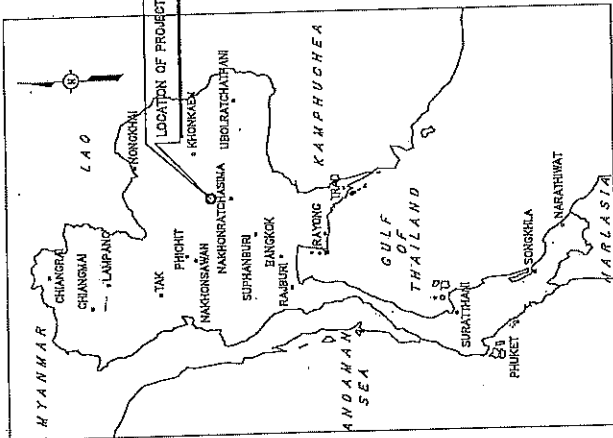 MYANMAR
CHIANGRAI
CHIANGMAI
LAMPANG
LAO
NONGKHAI
LOCATION OF PROJECT
N
TAK
PHICHIT
KHONKAEN
NAKHONSAWAN
NAKHONRATCHASIMA
UBOLRATCHATHANI
SUPHANBURI
BANGKOK
RAJBURI
RAYONG
TRAD
KAMPHUCHEA
GULF
OF
THAILAND
ANDAMAN
SEA
SURATTHANI
PHUKET
SONGKHLA
NARATHIWAT
MARLASIA